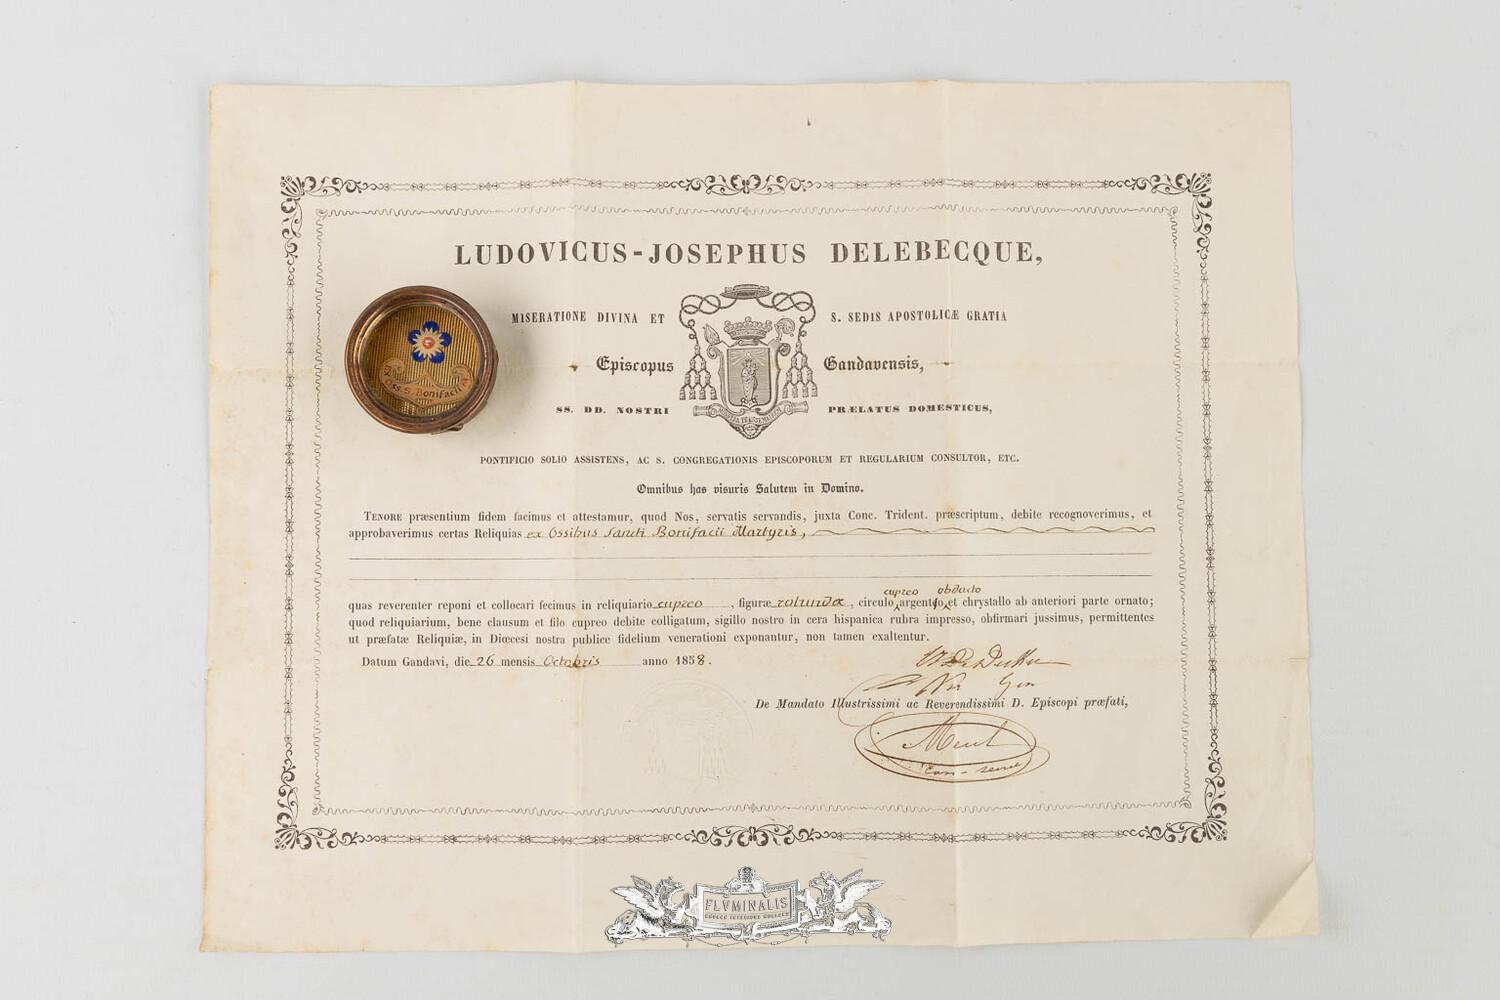 LUDOVICUS-JOSEPHUS DELEBECQUE,
MISERATIONE DIVINA ET S. SEDIS APOSTOLICÆ GRATIA
Episcopus Gandavensis,
SS. DD. NOSTRI PRÆLATUS DOMESTICUS,
PONTIFICIO SOLIO ASSISTENS, AC S. CONGREGATIONIS EPISCOPORUM ET REGULARIUM CONSULTOR, ETC.
Omnibus has visuris Salutem in Domino.
TENORE præsentium fidem facimus et attestamur, quod Nos, servatis servandis, juxta Conc. Trident. præscriptum, debite recognoverimus, et
approbaverimus certas Reliquias ex Ossibus Sancti Bonifacii Martyris,
cupreo obducto
quas reverenter reponi et collocari fecimus in reliquiario cupreo, figuræ rotundæ, circulo argento et chrystallo ab anteriori parte ornato;
quod reliquiarium, bene clausum et filo cupreo debite colligatum, sigillo nostro in cera hispanica rubra impresso, obfirmari jussimus, permittentes
ut præfatæ Reliquiæ, in Diœcesi nostra publice fidelium venerationi exponantur, non tamen exaltentur.
Datum Gandavi, die 26 mensis Octobris anno 1858.
De Mandato Illustrissimi ac Reverendissimi D. Episcopi præfati,
Oss. S. Bonifacii M
FLVMINALIS